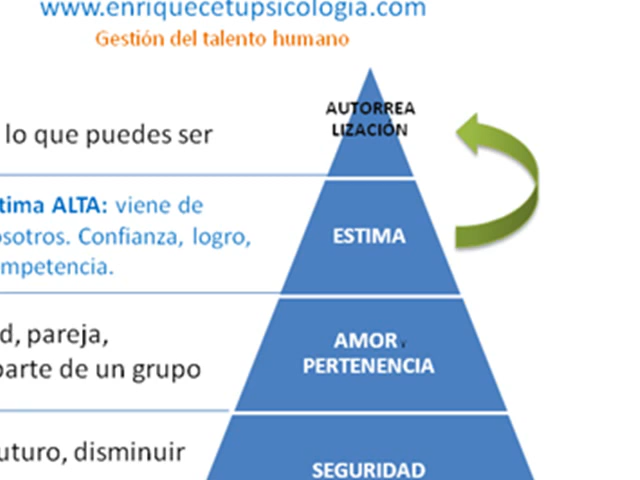 www.enriquecetupsicologia.com
Gestión del talento humano
AUTORREA
LIZACIÓN
lo que puedes ser
tima ALTA: viene de
osotros. Confianza, logro,
mpetencia.
ESTIMA
d, pareja,
parte de un grupo
AMOR
PERTENENCIA
uturo, disminuir
SEGURIDAD